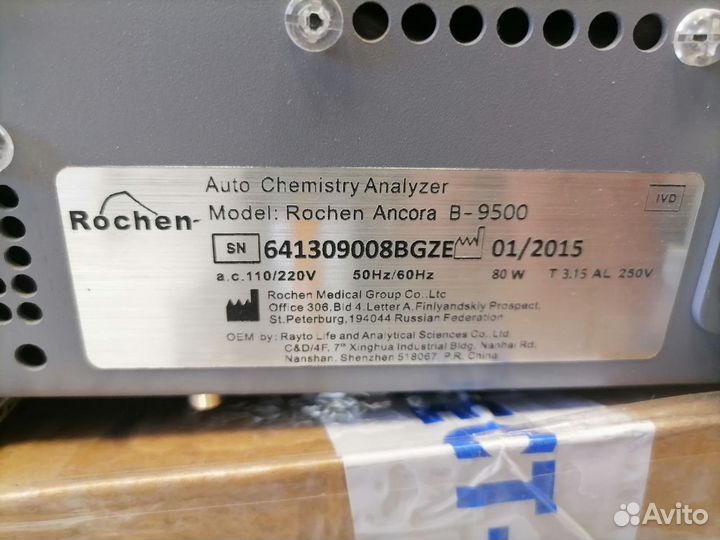 Auto Chemistry Analyzer
IVD
Rochen
Model: Rochen Ancora B-9500
SN 641309008BGZE 01/2015
a.c.110/220V 50Hz/60Hz 80 W T 3.15 AL 250V
Rochen Medical Group Co.,Ltc
Office 306,Bld 4,Letter A,Finlyandskiy Prospect,
St.Peterburg,194044 Russian Federation
OEM by: Rayto Life and Analytical Sciences Co., Ltd.
C&D/4F, 7th Xinghua Industrial Bldg, Nanhai Rd,
Nanshan, Shenzhen 518067, P.R. China
ECT-
Avito